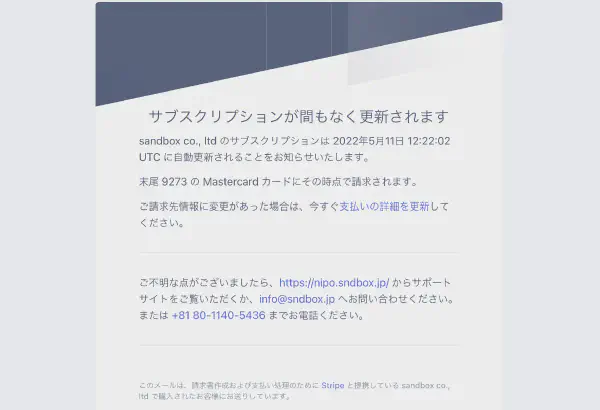 サブスクリプションが間もなく更新されます
sandbox co., ltd のサブスクリプションは 2022年5月11日 12:22:02
UTC に自動更新されることをお知らせいたします。
末尾 9273 の Mastercard カードにその時点で請求されます。
ご請求先情報に変更があった場合は、今すぐ支払いの詳細を更新して
ください。
ご不明な点がございましたら、https://nipo.sndbox.jp/ からサポート
サイトをご覧いただくか、info@sndbox.jp へお問い合わせください。
または +81 80-1140-5436 までお電話ください。
このメールは、請求書作成および支払い処理のために Stripe と提携している sandbox co.,
ltd で購入されたお客様にお送りしています。